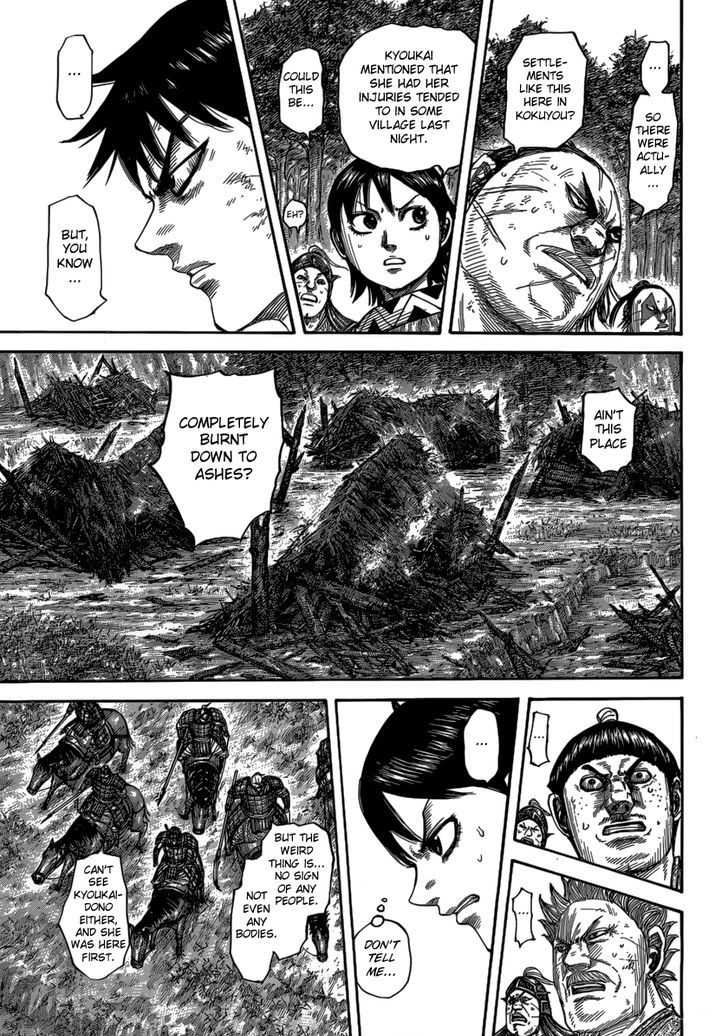 SO
THERE
WERE
ACTU-
ALLY
...
SETTLE-
MENTS
LIKE THIS
HERE IN
KOKUYOU?
KYOUKAI
MENTIONED THAT
SHE HAD HER
INJURIES TENDED
TO IN SOME
VILLAGE LAST
NIGHT.
COULD
THIS
BE...
EH?
...
BUT, YOU
KNOW...
AIN'T
THIS
PLACE
COMPLETELY
BURNT
DOWN TO
ASHES?
...
...
...
DON'T
TELL
ME...
BUT THE
WEIRD
THING IS...
NO SIGN
OF ANY
PEOPLE.
NOT
EVEN
ANY
BODIES.
CAN'T
SEE
KYOUKAI-
DONO
EITHER,
AND SHE
WAS HERE
FIRST.